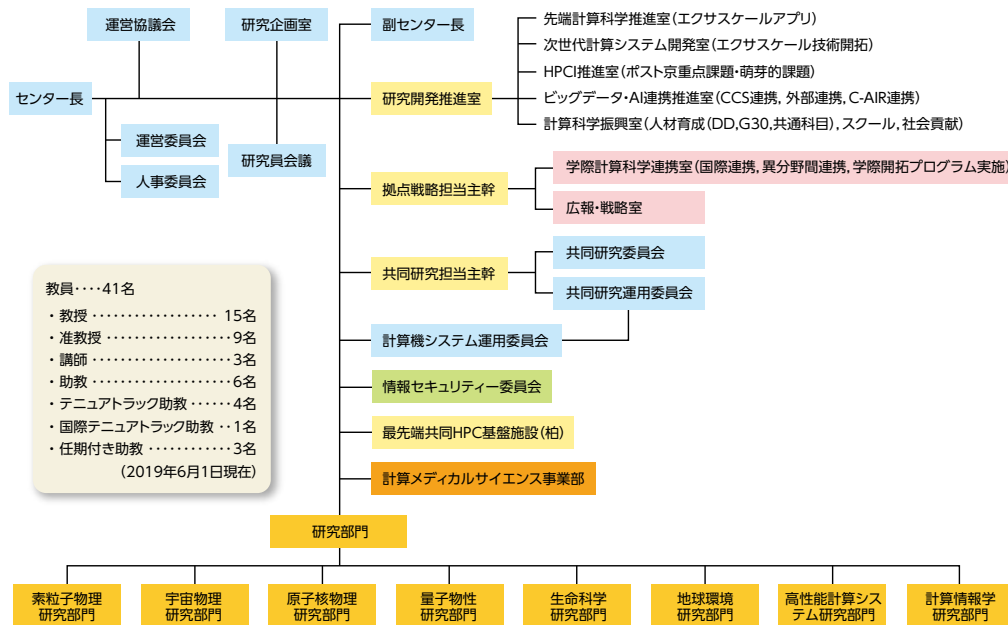 運営協議会
研究企画室
副センター長
センター長
運営委員会
人事委員会
研究員会議
研究開発推進室
先端計算科学推進室（エクサスケールアプリ）
次世代計算システム開発室（エクサスケール技術開拓）
HPCI推進室（ポスト京重点課題・萌芽的課題）
ビッグデータ・AI連携推進室（CCS連携, 外部連携, C-AIR連携）
計算科学振興室（人材育成（DD,G30,共通科目）, スクール, 社会貢献）
拠点戦略担当主幹
学際計算科学連携室（国際連携, 異分野間連携, 学際開拓プログラム実施）
広報・戦略室
共同研究担当主幹
共同研究委員会
共同研究運用委員会
計算機システム運用委員会
情報セキュリティー委員会
最先端共同HPC基盤施設（柏）
計算メディカルサイエンス事業部
教員････41名
・教授 ･･････････････････ 15名
・准教授 ････････････････････9名
・講師 ････････････････････3名
・助教 ････････････････････6名
・テニュアトラック助教 ･･････4名
・国際テニュアトラック助教 ･･1名
・任期付き助教 ････････････3名
（2019年6月1日現在）
研究部門
素粒子物理
研究部門
宇宙物理
研究部門
原子核物理
研究部門
量子物性
研究部門
生命科学
研究部門
地球環境
研究部門
高性能計算シス
テム研究部門
計算情報学
研究部門